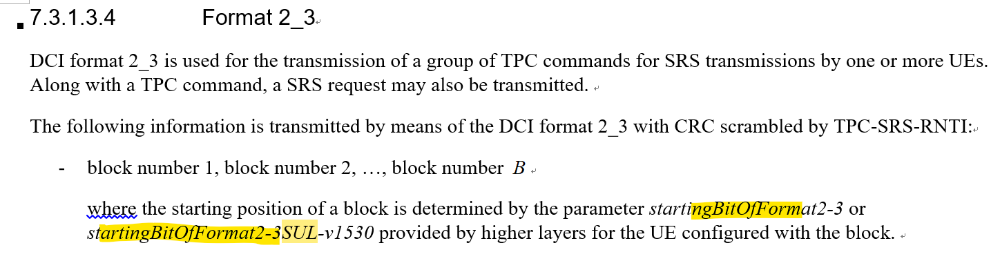 7.3.1.3.4 Format 2_3
DCI format 2_3 is used for the transmission of a group of TPC commands for SRS transmissions by one or more UEs.
Along with a TPC command, a SRS request may also be transmitted.
The following information is transmitted by means of the DCI format 2_3 with CRC scrambled by TPC-SRS-RNTI:
- block number 1, block number 2, …, block number B
where the starting position of a block is determined by the parameter startingBitOfFormat2-3 or
startingBitOfFormat2-3SUL-v1530 provided by higher layers for the UE configured with the block.